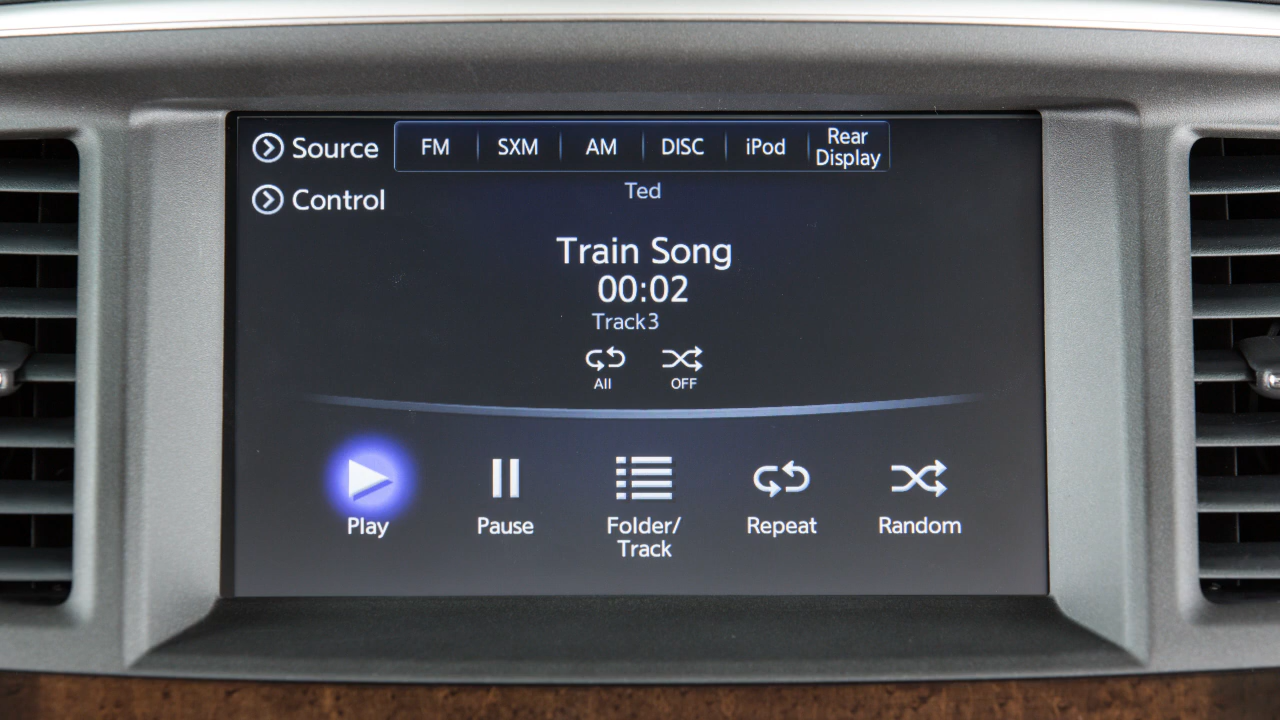 Source FM SXM AM DISC iPod Rear Display
Control
Ted
Train Song
00:02
Track3
All OFF
Play Pause Folder/ Repeat Random
Track